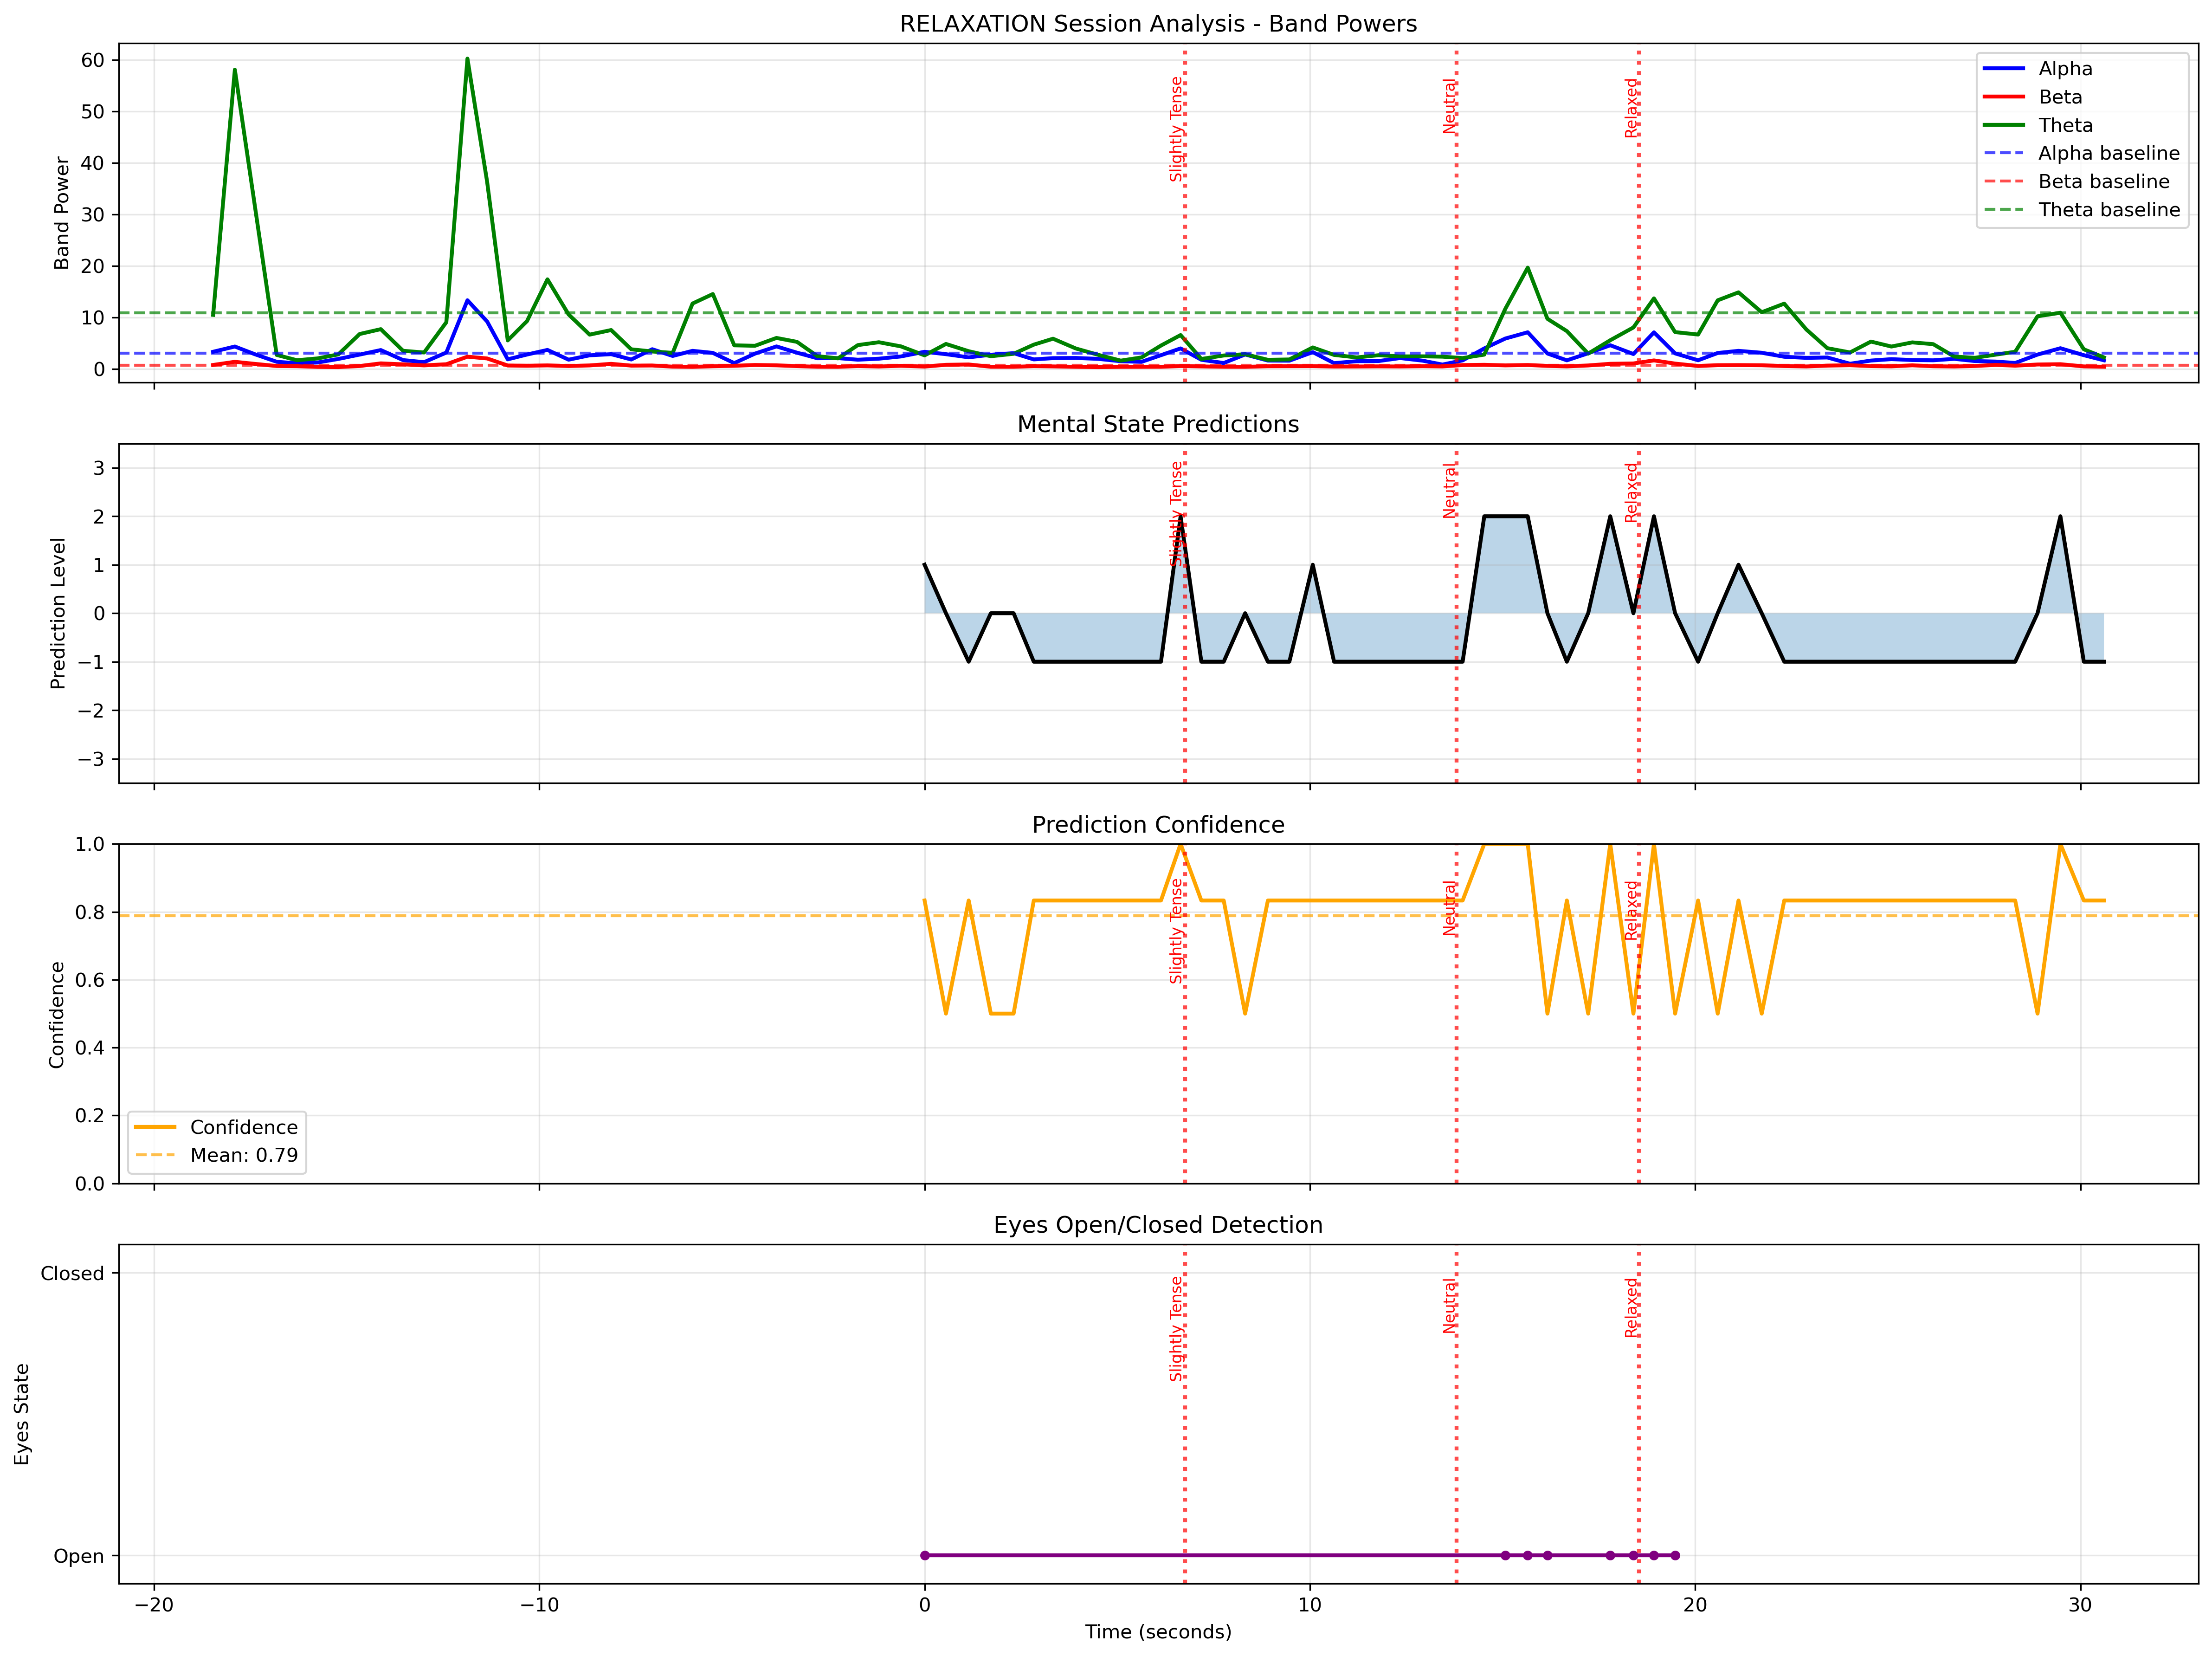 RELAXATION Session Analysis - Band Powers
Band Power
60
50
40
30
20
10
0
Slightly Tense
Neutral
Relaxed
Alpha
Beta
Theta
Alpha baseline
Beta baseline
Theta baseline
Mental State Predictions
Prediction Level
3
2
1
0
−1
−2
−3
Slightly Tense
Neutral
Relaxed
Prediction Confidence
Confidence
1.0
0.8
0.6
0.4
0.2
0.0
Slightly Tense
Neutral
Relaxed
Confidence
Mean: 0.79
Eyes Open/Closed Detection
Eyes State
Closed
Open
Slightly Tense
Neutral
Relaxed
−20
−10
0
10
20
30
Time (seconds)